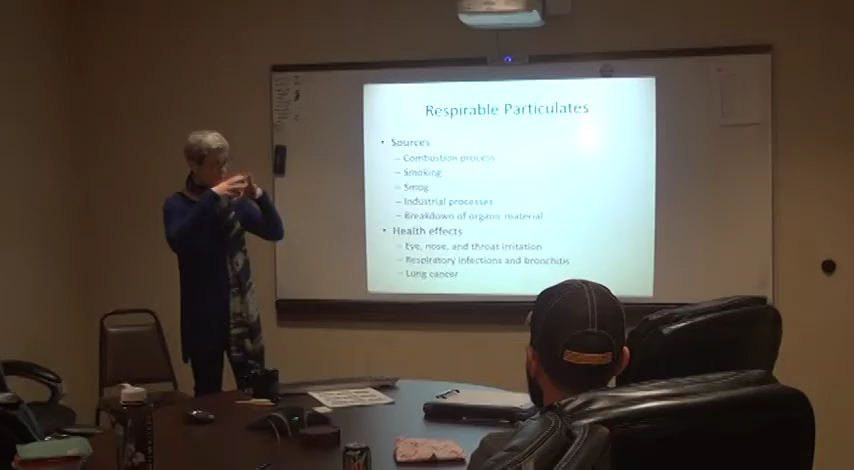 Respirable Particulates
• Sources
– Combustion process
– Smoking
– Smog
– Industrial processes
– Breakdown of organic material
• Health effects
– Eye, nose, and throat irritation
– Respiratory infections and bronchitis
– Lung cancer